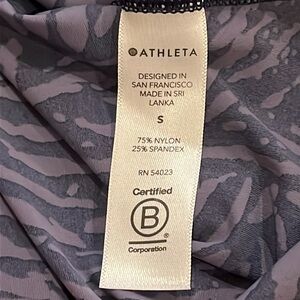 ATHLETA
DESIGNED IN
SAN FRANCISCO
MADE IN SRI
LANKA
S
75% NYLON
25% SPANDEX
RN 54023
Certified
B
®
Corporation